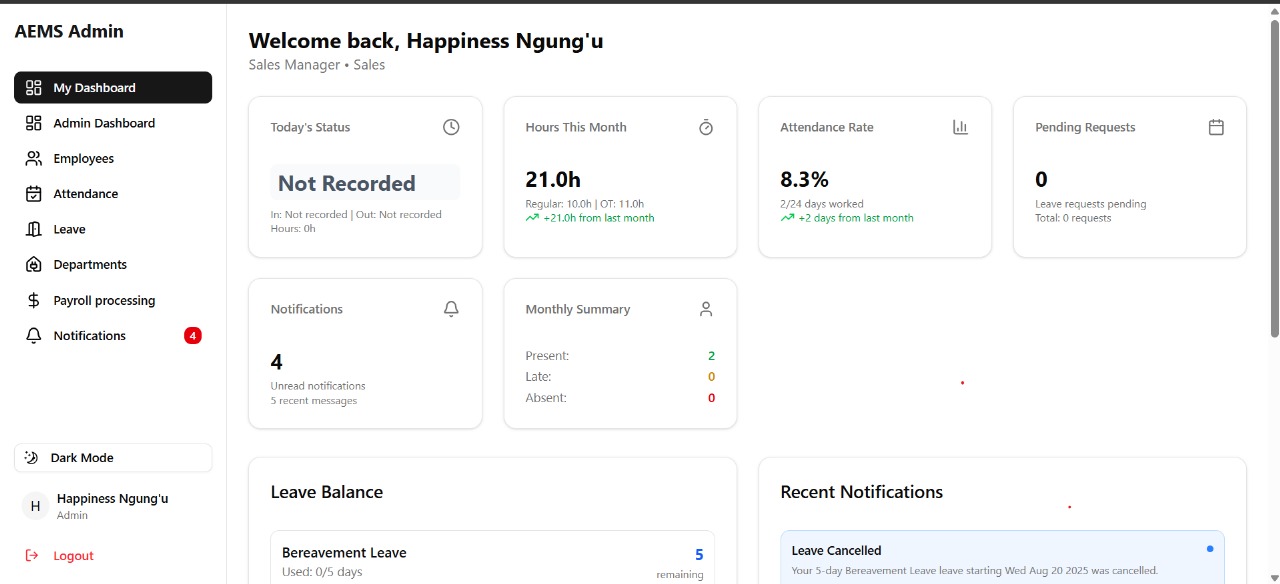 AEMS Admin
My Dashboard
Admin Dashboard
Employees
Attendance
Leave
Departments
Payroll processing
Notifications 4
Dark Mode
H
Happiness Ngung'u
Admin
Logout
Welcome back, Happiness Ngung'u
Sales Manager • Sales
Today's Status
Not Recorded
In: Not recorded | Out: Not recorded
Hours: 0h
Hours This Month
21.0h
Regular: 10.0h | OT: 11.0h
+21.0h from last month
Attendance Rate
8.3%
2/24 days worked
+2 days from last month
Pending Requests
0
Leave requests pending
Total: 0 requests
Notifications
4
Unread notifications
5 recent messages
Monthly Summary
Present: 2
Late: 0
Absent: 0
Leave Balance
Bereavement Leave 5
Used: 0/5 days remaining
Recent Notifications
Leave Cancelled
Your 5-day Bereavement Leave leave starting Wed Aug 20 2025 was cancelled.